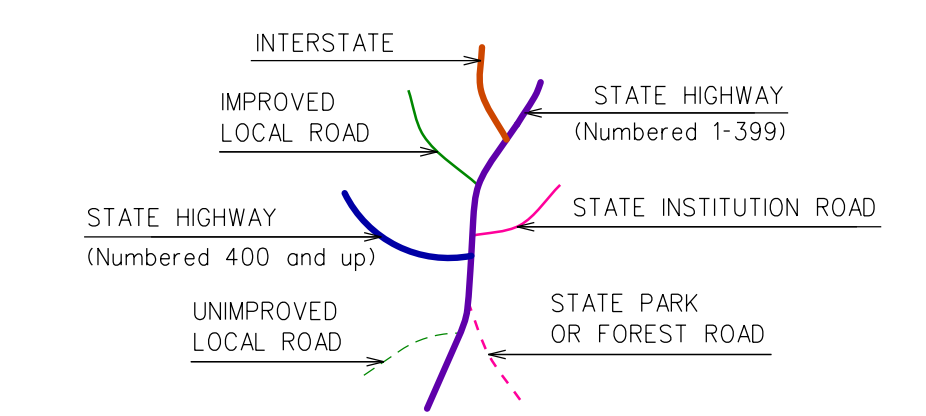 INTERSTATE
STATE HIGHWAY
(Numbered 1-399)
IMPROVED
LOCAL ROAD
STATE INSTITUTION ROAD
STATE HIGHWAY
(Numbered 400 and up)
UNIMPROVED
LOCAL ROAD
STATE PARK
OR FOREST ROAD